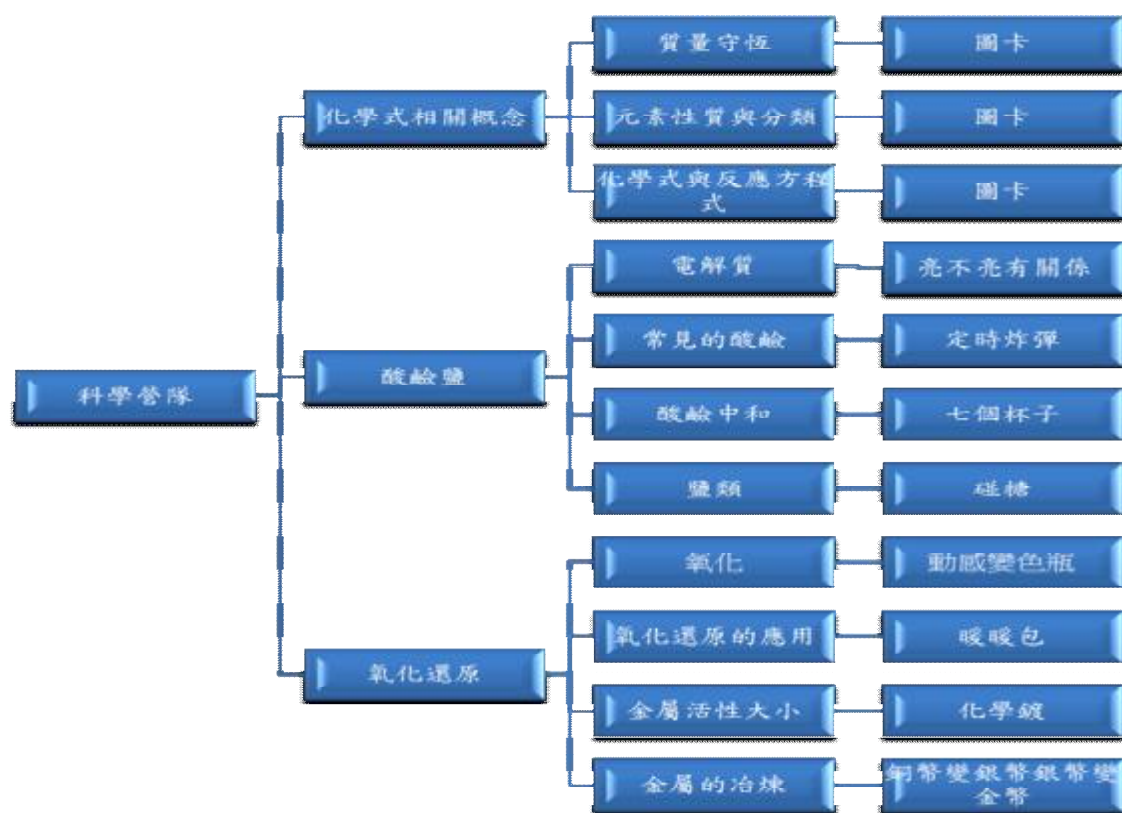 科學營隊
化學式相關概念
質量守恆
圖卡
元素性質與分類
圖卡
化學式與反應方程
式
圖卡
酸鹼鹽
電解質
亮不亮有關係
常見的酸鹼
定時炸彈
酸鹼中和
七個杯子
鹽類
碰糖
氧化還原
氧化
動感變色瓶
氧化還原的應用
暖暖包
金屬活性大小
化學鍍
金屬的冶煉
銅幣變銀幣銀幣變
金幣